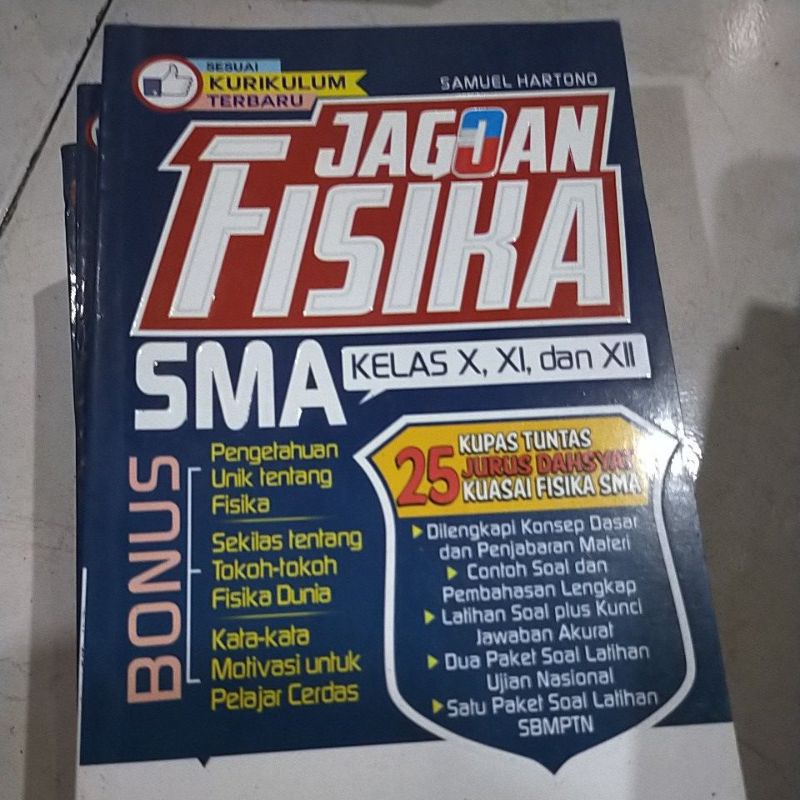 SESUAI
KURIKULUM
TERBARU
SAMUEL HARTONO
JAGOAN
FISIKA
SMA
KELAS X, XI, dan XII
BONUS
Pengetahuan
Unik tentang
Fisika
Sekilas tentang
Tokoh-tokoh
Fisika Dunia
Kata-kata
Motivasi untuk
Pelajar Cerdas
25
KUPAS TUNTAS
JURUS DAHSYAT
KUASAI FISIKA SMA
Dilengkapi Konsep Dasar
dan Penjabaran Materi
Contoh Soal dan
Pembahasan Lengkap
Latihan Soal plus Kunci
Jawaban Akurat
Dua Paket Soal Latihan
Ujian Nasional
Satu Paket Soal Latihan
SBMPTN